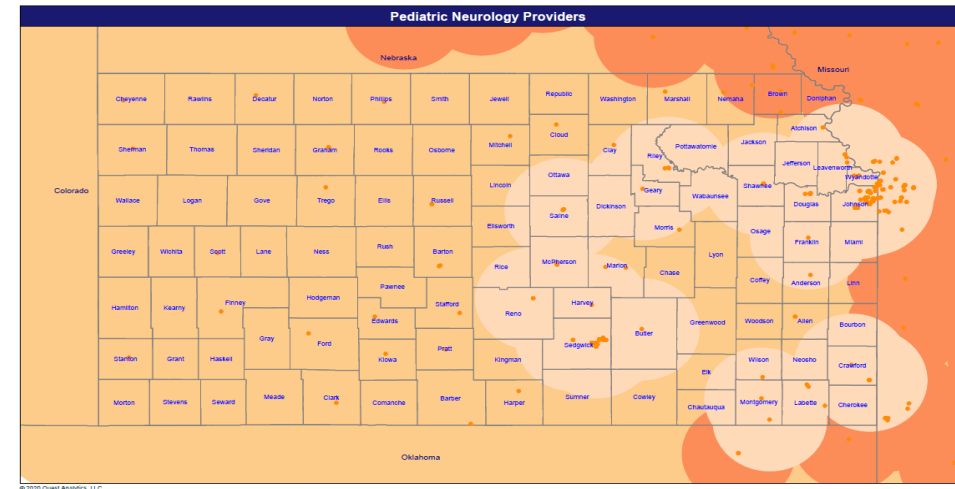 Pediatric Neurology Providers
Nebraska
Missouri
Cheyenne Rawlins Decatur Norton Phillips Smith Jewell Republic Washington Marshall Nemaha Brown Doniphan
Sherman Thomas Sheridan Graham Rooks Osborne Mitchell Cloud Clay Riley Pottawatomie Jackson Atchison
Jefferson Leavenworth Wyandotte
Colorado
Wallace Logan Gove Trego Ellis Russell Lincoln Ottawa Saline Dickinson Geary Wabaunsee Shawnee Douglas Johnson
Ellsworth Morris Osage Franklin Miami
Greeley Wichita Scott Lane Ness Rush Barton Rice McPherson Marion Chase Lyon
Coffey Anderson Linn
Hamilton Kearny Finney Hodgeman Pawnee Stafford Reno Harvey
Edwards Butler Greenwood Woodson Allen Bourbon
Gray Ford Pratt Sedgwick
Stanton Grant Haskell Kiowa Kingman Elk Wilson Neosho Crawford
Morton Stevens Seward Meade Clark Comanche Barber Harper Sumner Cowley Chautauqua Montgomery Labette Cherokee
Oklahoma
© 2020 Quest Analytics, LLC.